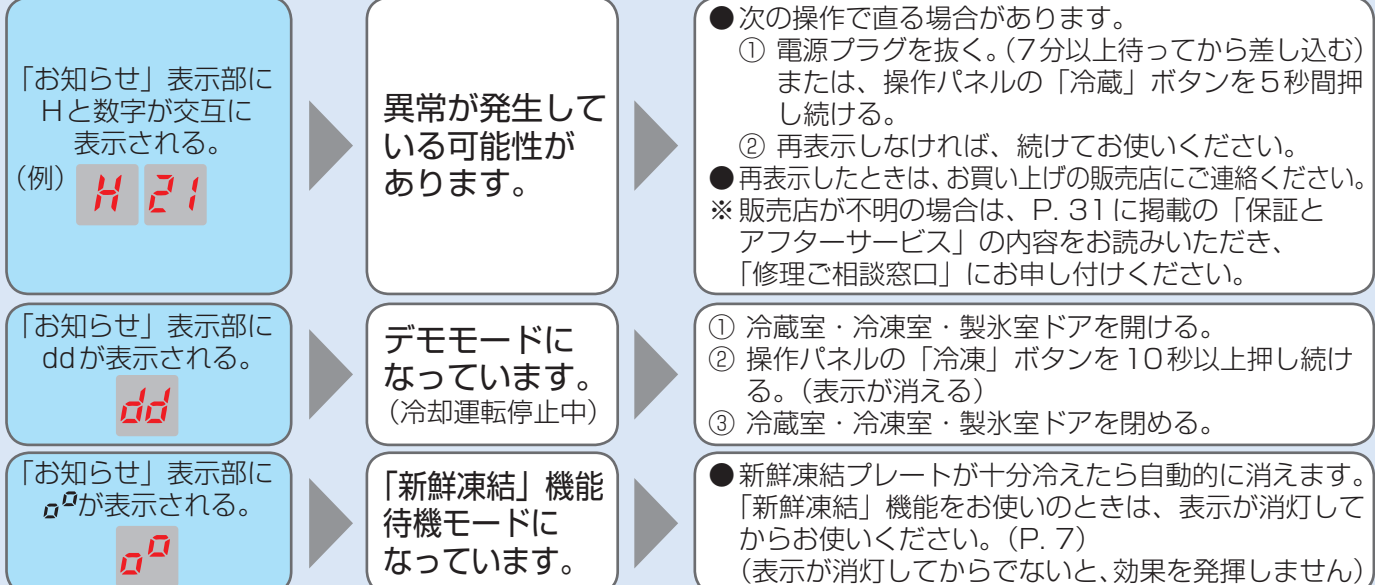 「お知らせ」表示部に
Hと数字が交互に
表示される。
(例)
H 21
異常が発生して
いる可能性が
あります。
●次の操作で直る場合があります。
① 電源プラグを抜く。(7分以上待ってから差し込む)
または、操作パネルの「冷蔵」ボタンを5秒間押
し続ける。
② 再表示しなければ、続けてお使いください。
●再表示したときは、お買い上げの販売店にご連絡ください。
※販売店が不明の場合は、P. 31に掲載の「保証と
アフターサービス」の内容をお読みいただき、
「修理ご相談窓口」にお申し付けください。
「お知らせ」表示部に
ddが表示される。
dd
デモモードに
なっています。
(冷却運転停止中)
① 冷蔵室・冷凍室・製氷室ドアを開ける。
② 操作パネルの「冷凍」ボタンを10秒以上押し続け
る。(表示が消える)
③ 冷蔵室・冷凍室・製氷室ドアを閉める。
「お知らせ」表示部に
oºが表示される。
oº
「新鮮凍結」機能
待機モードに
なっています。
●新鮮凍結プレートが十分冷えたら自動的に消えます。
「新鮮凍結」機能をお使いのときは、表示が消灯して
からお使いください。(P. 7)
(表示が消灯してからでないと、効果を発揮しません)